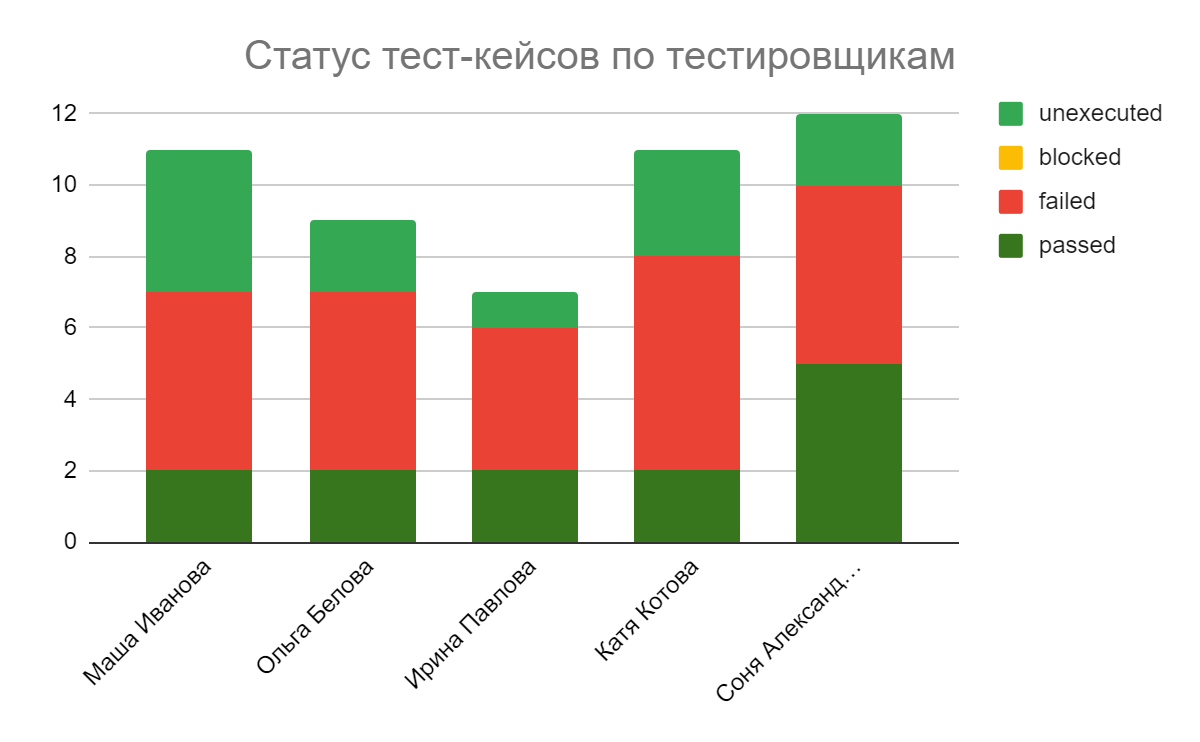 Статус тест-кейсов по тестировщикам
12
10
8
6
4
2
0
unexecuted
blocked
failed
passed
Маша Иванова
Ольга Белова
Ирина Павлова
Катя Котова
Соня Александ…